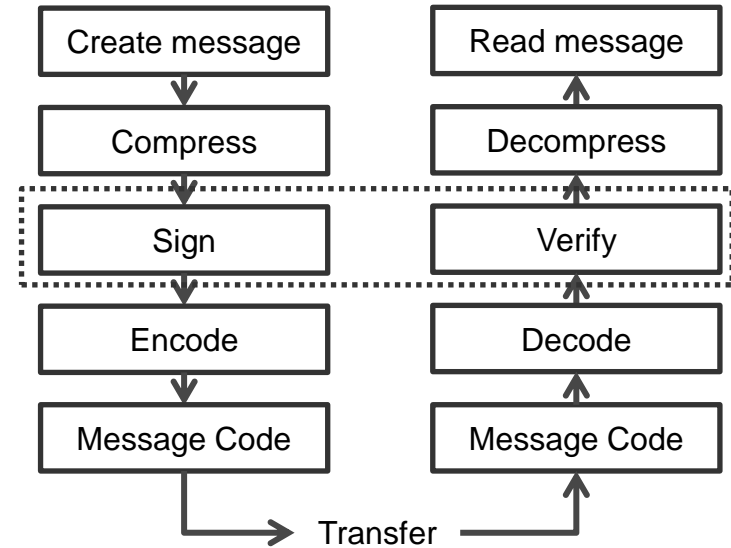 Create message
Compress
Sign
Encode
Message Code
Transfer
Message Code
Decode
Verify
Decompress
Read message